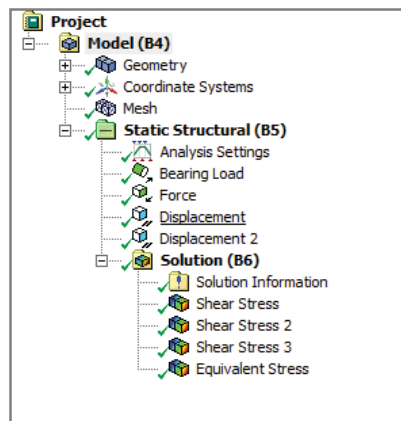 Project
Model (B4)
Geometry
Coordinate Systems
Mesh
Static Structural (B5)
Analysis Settings
Bearing Load
Force
Displacement
Displacement 2
Solution (B6)
Solution Information
Shear Stress
Shear Stress 2
Shear Stress 3
Equivalent Stress